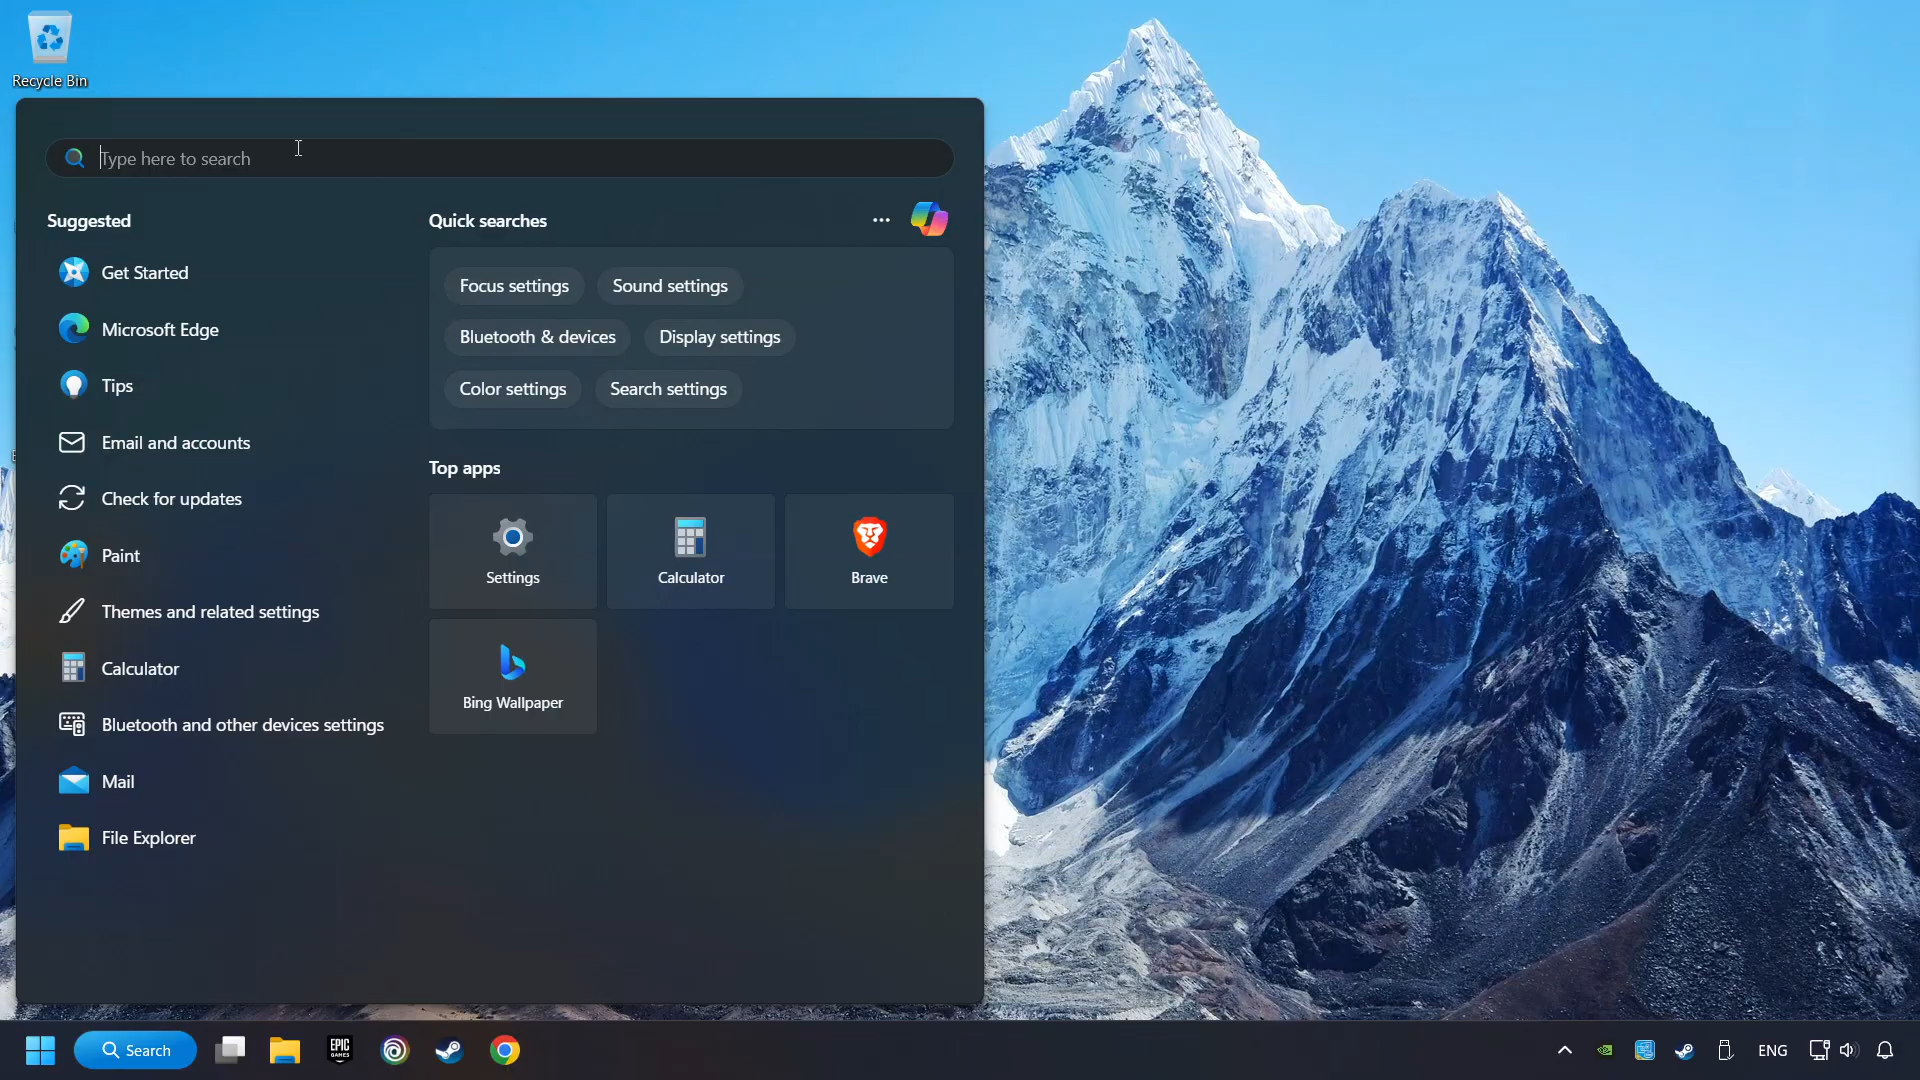 Recycle Bin
Type here to search
Suggested
Get Started
Microsoft Edge
Tips
Email and accounts
Check for updates
Paint
Themes and related settings
Calculator
Bluetooth and other devices settings
Mail
File Explorer
Quick searches
Focus settings
Sound settings
Bluetooth & devices
Display settings
Color settings
Search settings
Top apps
Settings
Calculator
Brave
Bing Wallpaper
Search
EPIC
GAMES
ENG